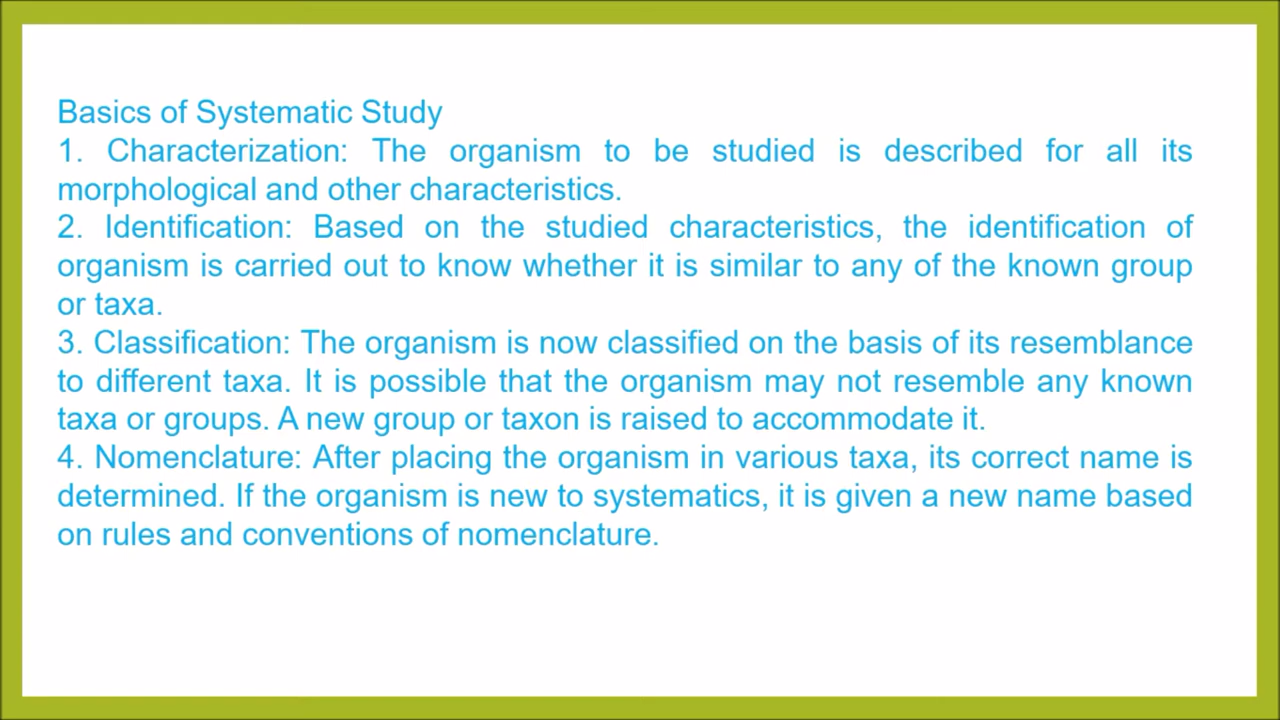 Basics of Systematic Study
1. Characterization: The organism to be studied is described for all its
morphological and other characteristics.
2. Identification: Based on the studied characteristics, the identification of
organism is carried out to know whether it is similar to any of the known group
or taxa.
3. Classification: The organism is now classified on the basis of its resemblance
to different taxa. It is possible that the organism may not resemble any known
taxa or groups. A new group or taxon is raised to accommodate it.
4. Nomenclature: After placing the organism in various taxa, its correct name is
determined. If the organism is new to systematics, it is given a new name based
on rules and conventions of nomenclature.